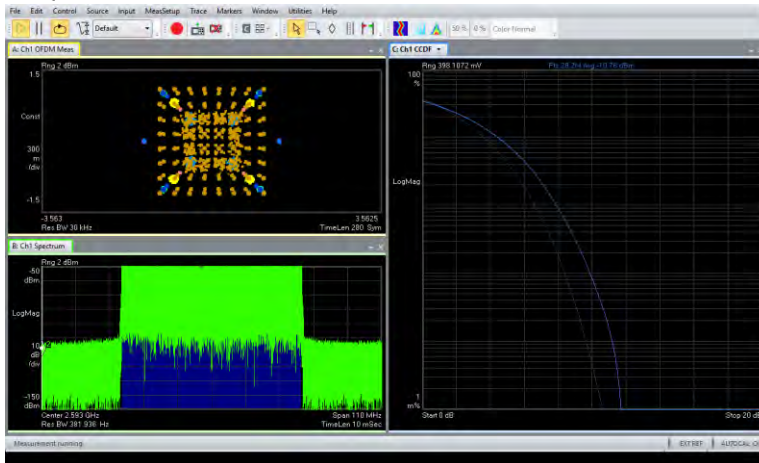 File Edit Control Source Input MeasSetup Trace Markers Window Utilities Help
Default
50 % 0 % Color Normal
A: Ch1 OFDM Meas
Rng 2 dBm
1.5
Const
300
m
/div
-1.5
-3.563 3.5625
Res BW 30 kHz TimeLen 280 Sym
B: Ch1 Spectrum
Rng 2 dBm
-50
dBm
LogMag
10
dB
/div
-150
dBm
Center 2.593 GHz Span 110 MHz
Res BW 381.936 Hz TimeLen 10 mSec
C: Ch1 CCDF
Rng 398.1072 mV
100
%
LogMag
1
m%
Start 0 dB Stop 20 dB
Measurement running
EXT REF